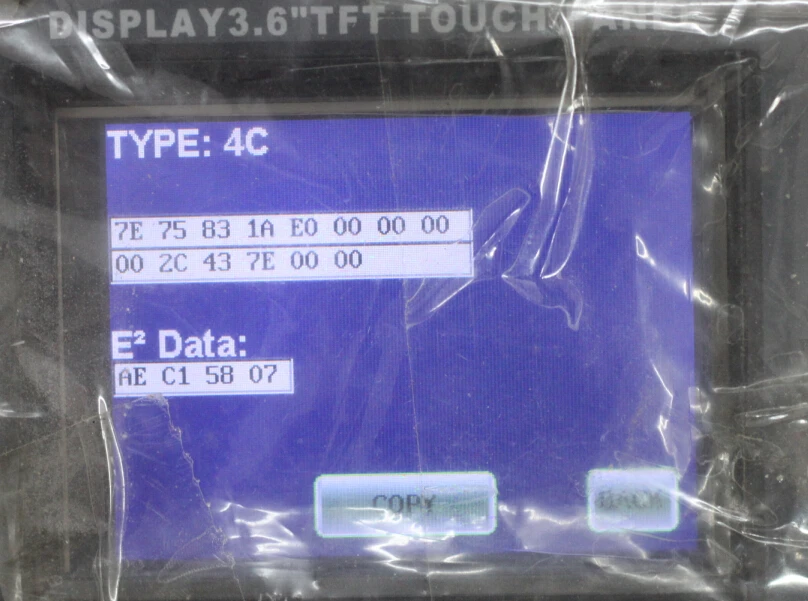 DISPLAY3.6"TFT TOUCH PANEL
TYPE: 4C
7E 75 83 1A E0 00 00 00
00 2C 43 7E 00 00
E² Data:
AE C1 58 07
COPY
BACK